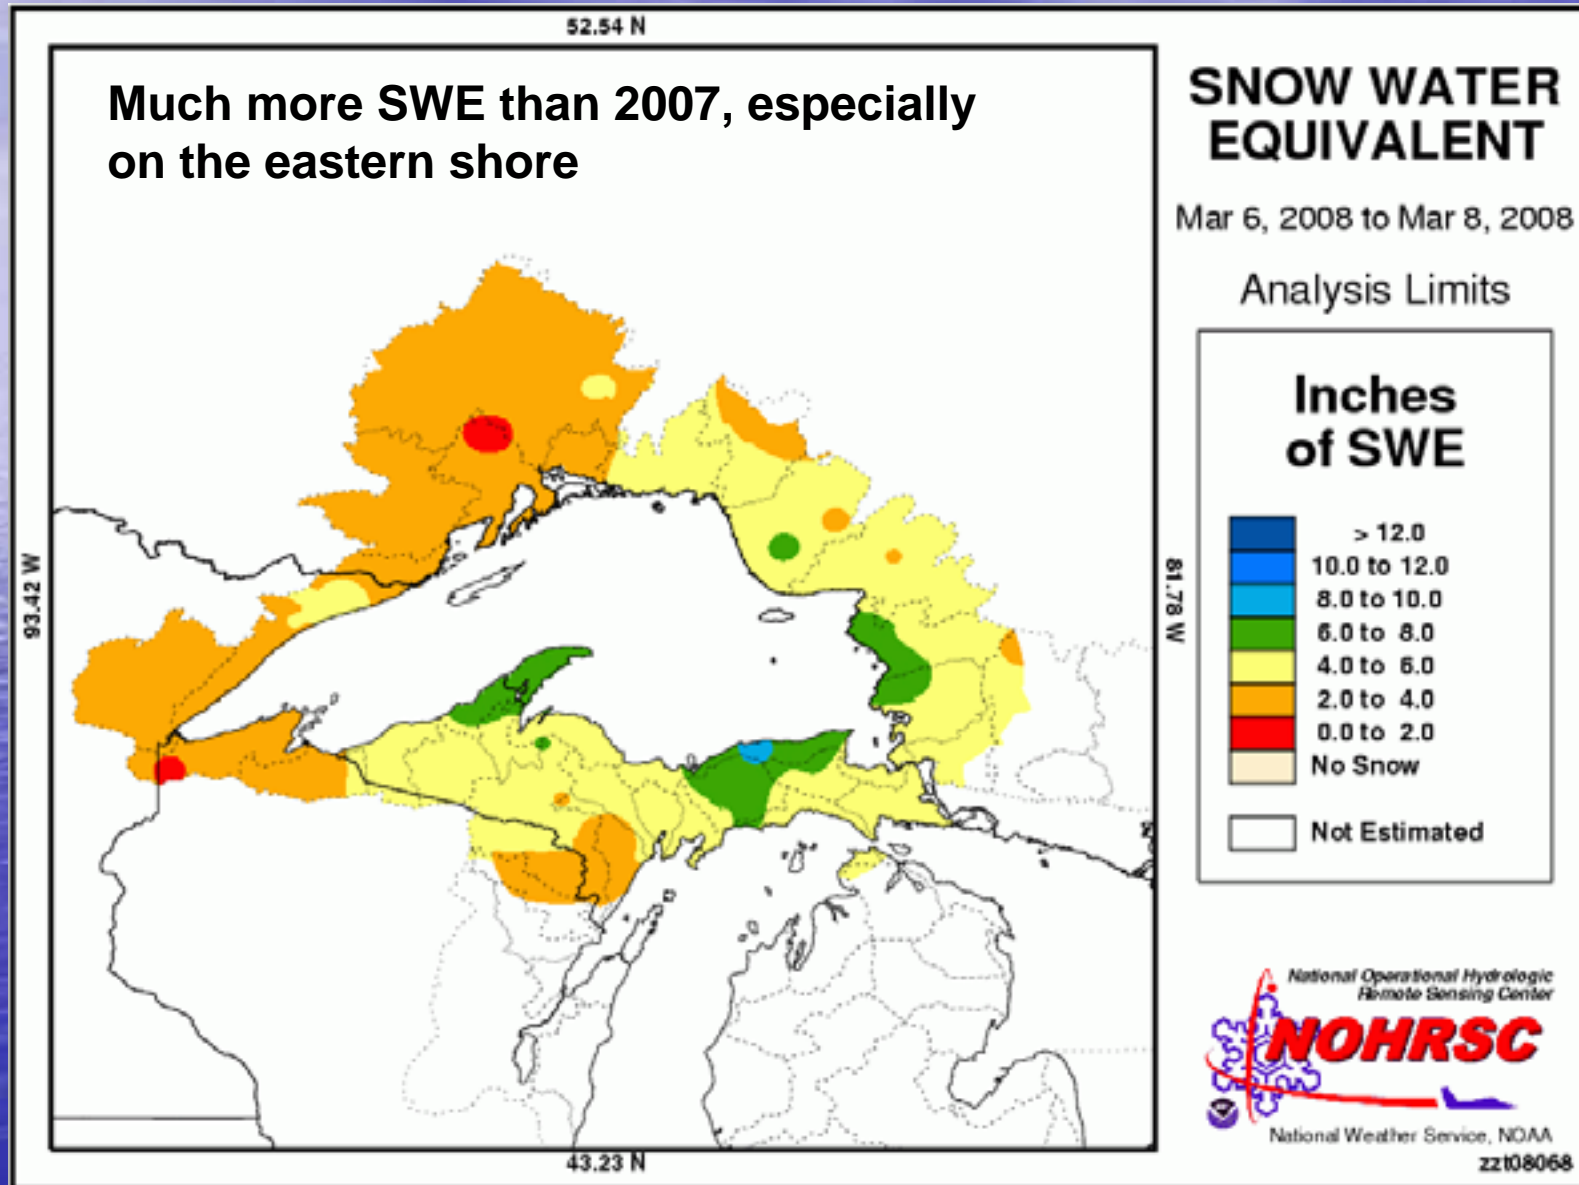 52.54 N
Much more SWE than 2007, especially
on the eastern shore
93.42 W
81.78 W
43.23 N
SNOW WATER
EQUIVALENT
Mar 6, 2008 to Mar 8, 2008
Analysis Limits
Inches
of SWE
> 12.0
10.0 to 12.0
8.0 to 10.0
6.0 to 8.0
4.0 to 6.0
2.0 to 4.0
0.0 to 2.0
No Snow
Not Estimated
National Operational Hydrologic
Remote Sensing Center
NOHRSC
National Weather Service, NOAA
zzt08068